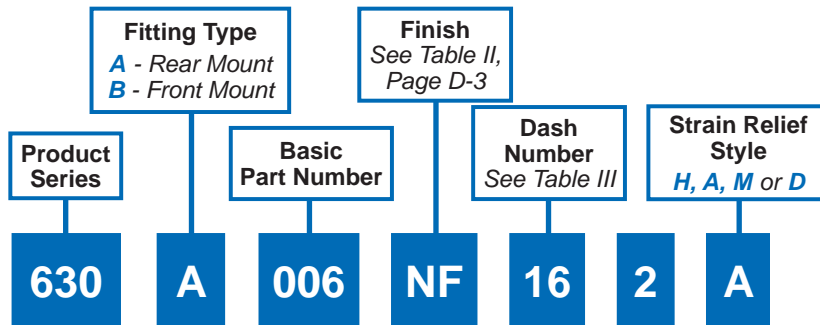 Fitting Type
A - Rear Mount
B - Front Mount
Finish
See Table II,
Page D-3
Product
Series
Basic
Part Number
Dash
Number
See Table III
Strain Relief
Style
H, A, M or D
630 A 006 NF 16 2 A